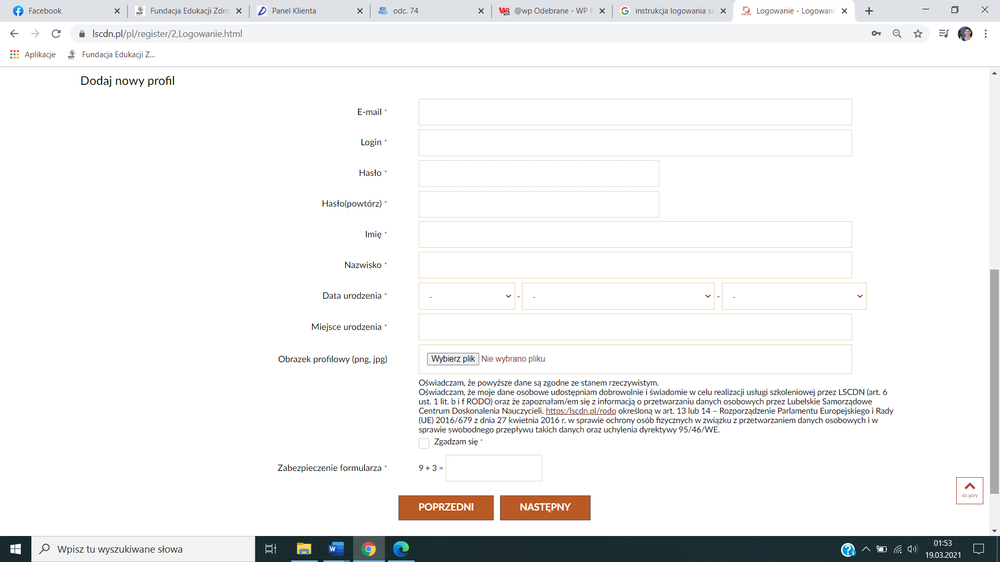 Facebook
Fundacja Edukacji Zdro
Panel Klienta
odc. 74
@wp Odebrane - WP P
instrukcja logowania si
Logowanie - Logowani
lscdn.pl/pl/register/2,Logowanie.html
Aplikacje
Fundacja Edukacji Z...
Dodaj nowy profil
E-mail *
Login *
Hasło *
Hasło(powtórz) *
Imię *
Nazwisko *
Data urodzenia * - - - - -
Miejsce urodzenia *
Obrazek profilowy (png, jpg) Wybierz plik Nie wybrano pliku
Oświadczam, że powyższe dane są zgodne ze stanem rzeczywistym.
Oświadczam, że moje dane osobowe udostępniam dobrowolnie i świadomie w celu realizacji usługi szkoleniowej przez LSCDN (art. 6
ust. 1 lit. b i f RODO) oraz że zapoznałam/em się z informacją o przetwarzaniu danych osobowych przez Lubelskie Samorządowe
Centrum Doskonalenia Nauczycieli. https:/lscdn.pl/rodo określoną w art. 13 lub 14 – Rozporządzenie Parlamentu Europejskiego i Rady
(UE) 2016/679 z dnia 27 kwietnia 2016 r. w sprawie ochrony osób fizycznych w związku z przetwarzaniem danych osobowych i w
sprawie swobodnego przepływu takich danych oraz uchylenia dyrektywy 95/46/WE.
Zgadzam się *
Zabezpieczenie formularza * 9 + 3 =
do góry
POPRZEDNI NASTĘPNY
Wpisz tu wyszukiwane słowa
01:53
19.03.2021